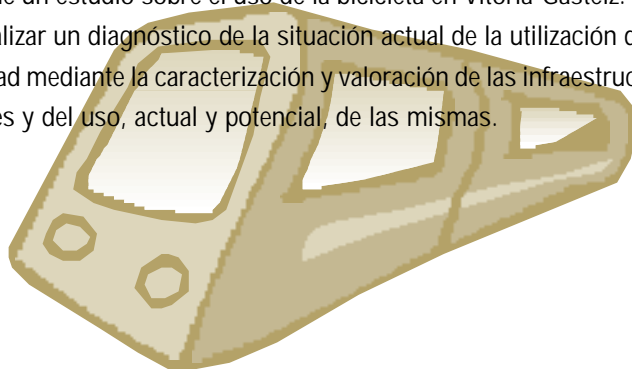 de un estudio sobre el uso de la bicicleta en Vitoria-Gasteiz.
alizar un diagnóstico de la situación actual de la utilización
ad mediante la caracterización y valoración de las infraestruc
es y del uso, actual y potencial, de las mismas.